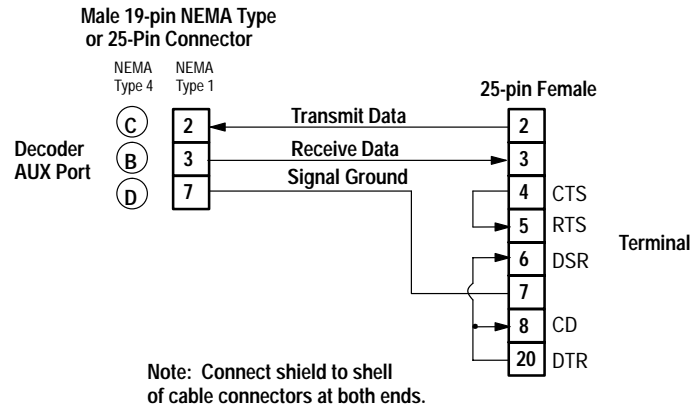 Male 19-pin NEMA Type
or 25-Pin Connector
NEMA
Type 4
NEMA
Type 1
25-pin Female
Decoder
AUX Port
C
B
D
2
3
7
Transmit Data
Receive Data
Signal Ground
2
3
4 CTS
5 RTS
6 DSR
7
8 CD
20 DTR
Terminal
Note: Connect shield to shell
of cable connectors at both ends.